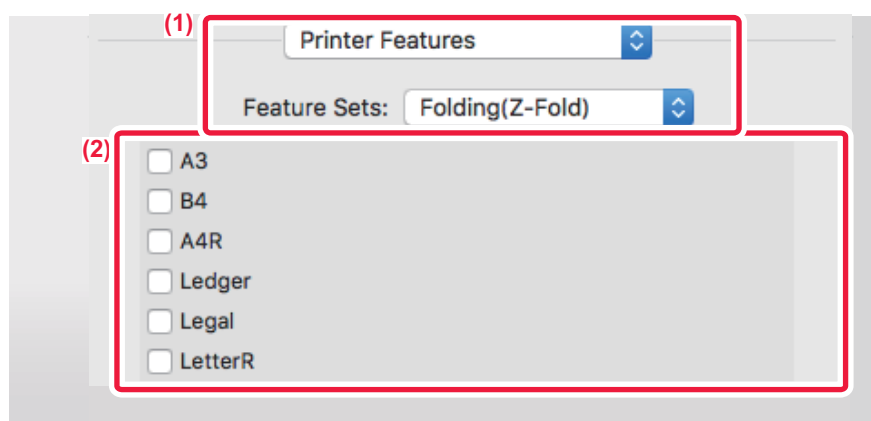 (1)
Printer Features
Feature Sets: Folding(Z-Fold)
(2)
A3
B4
A4R
Ledger
Legal
LetterR